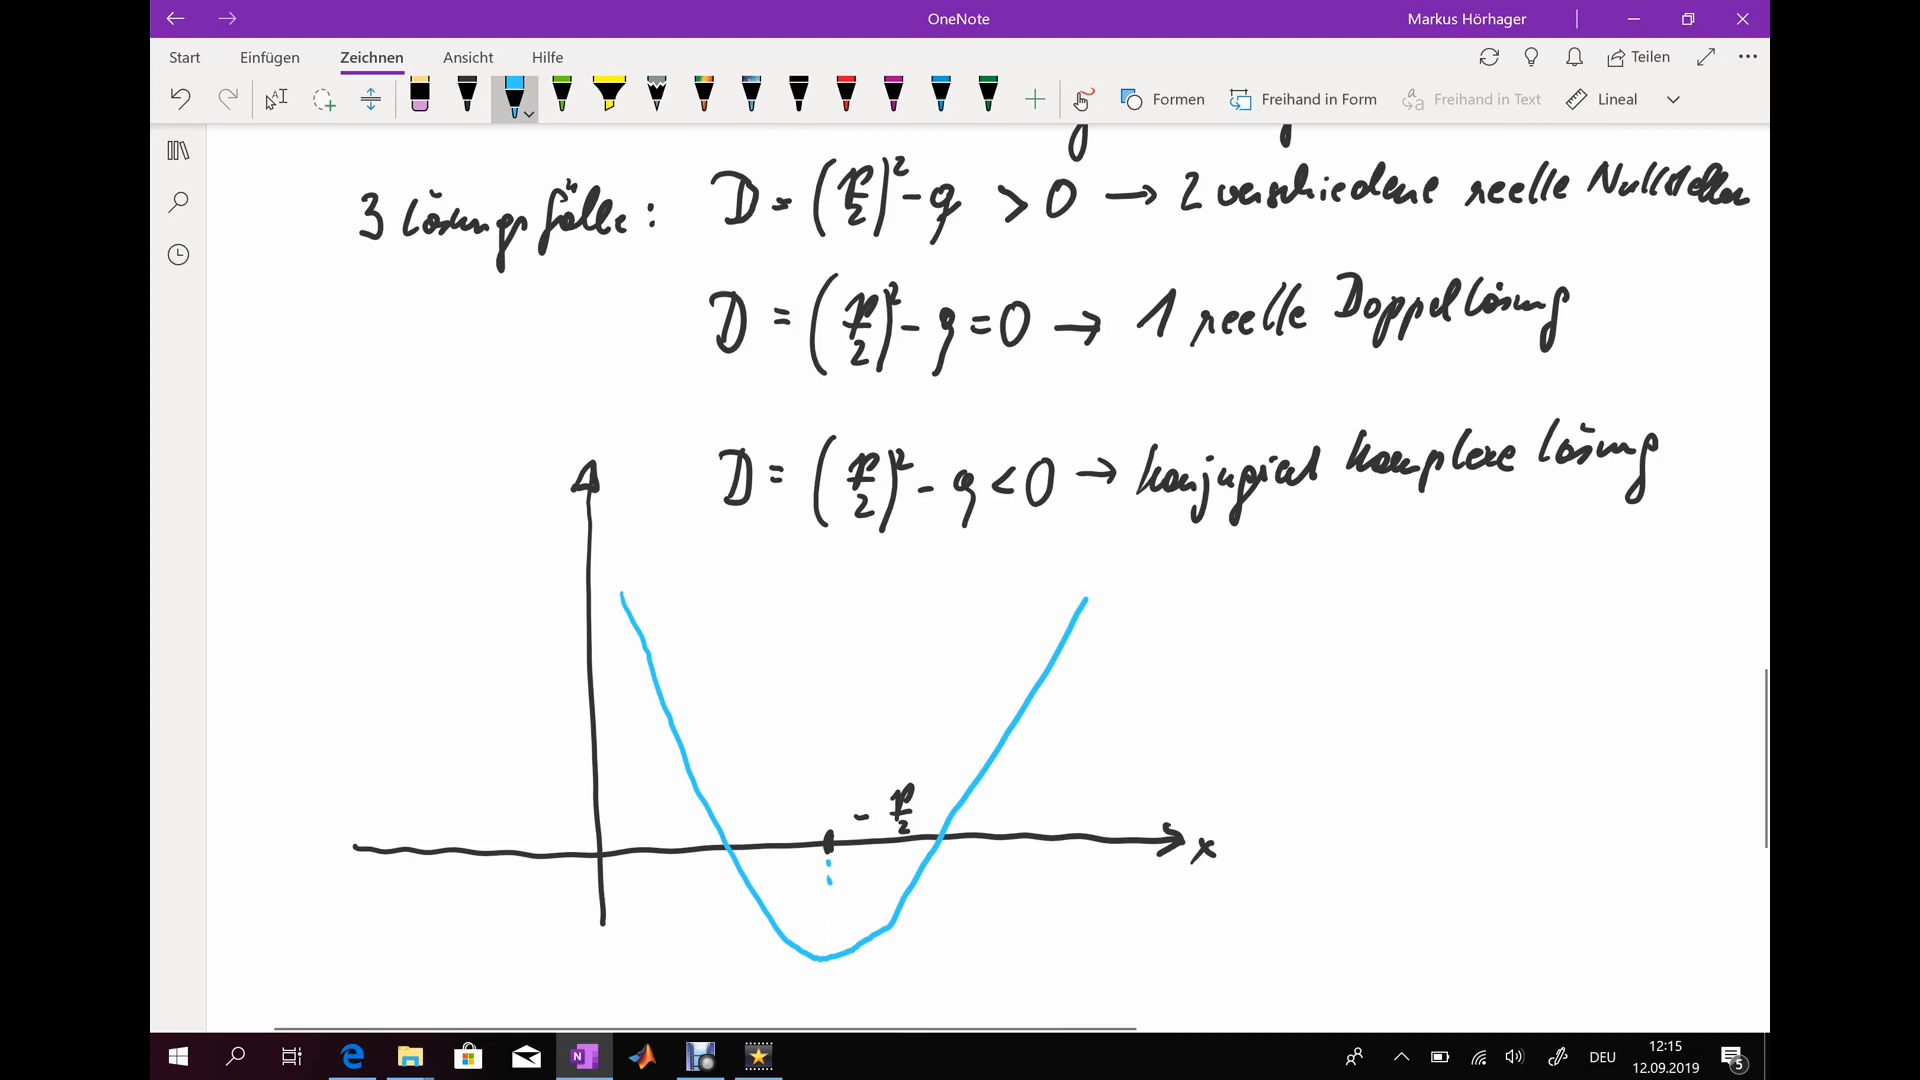 OneNote
Markus Hörhager
Start Einfügen Zeichnen Ansicht Hilfe
Teilen
Formen Freihand in Form Freihand in Text Lineal
3 Lösungsfälle: D = (p/2)² - q > 0 → 2 verschiedene reelle Nullstellen
D = (p/2)² - q = 0 → 1 reelle Doppellösung
D = (p/2)² - q < 0 → konjugiert komplexe Lösung
- p/2
x
DEU
12:15
12.09.2019
5